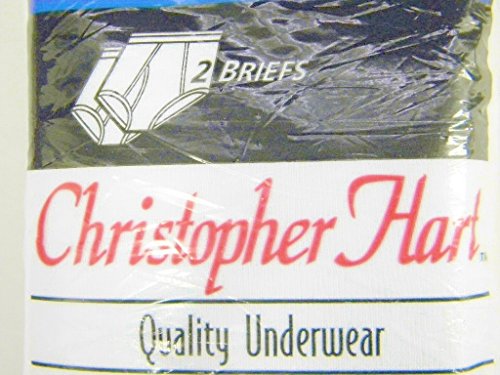 2 BRIEFS
Christopher Hart
Quality Underwear